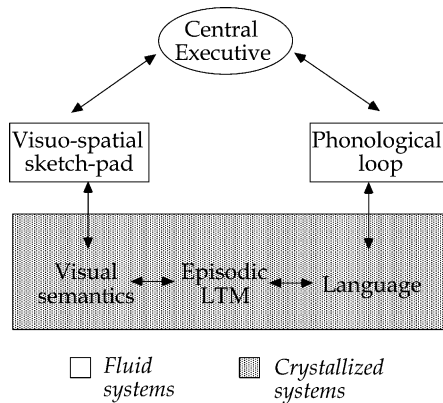 Central
Executive
Visuo-spatial
sketch-pad
Phonological
loop
Visual
semantics
Episodic
LTM
Language
Fluid
systems
Crystallized
systems